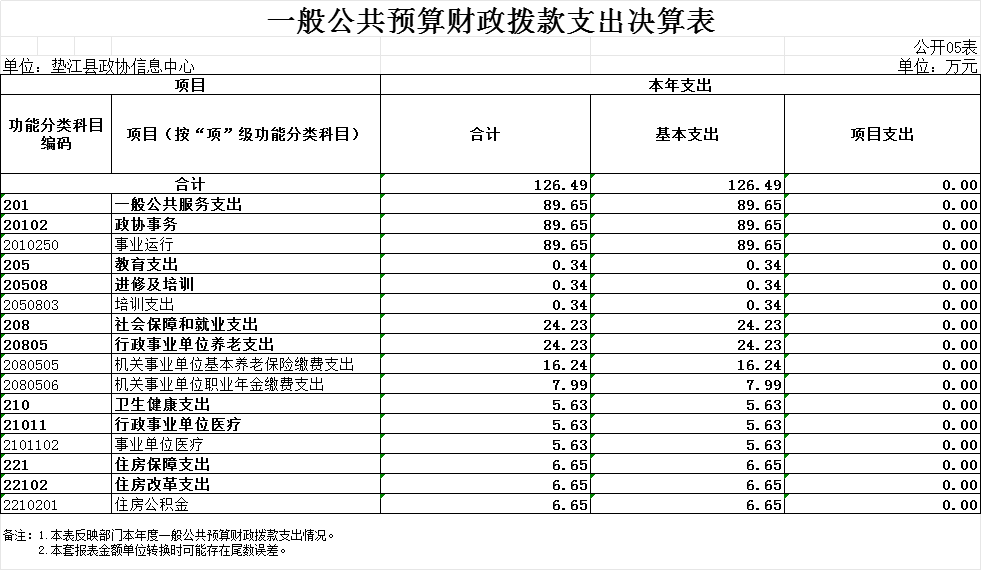 一般公共预算财政拨款支出决算表
公开05表
单位：垫江县政协信息中心 单位：万元
项目 本年支出
功能分类科目编码 项目（按“项”级功能分类科目） 合计 基本支出 项目支出
合计 126.49 126.49 0.00
201 一般公共服务支出 89.65 89.65 0.00
20102 政协事务 89.65 89.65 0.00
2010250 事业运行 89.65 89.65 0.00
205 教育支出 0.34 0.34 0.00
20508 进修及培训 0.34 0.34 0.00
2050803 培训支出 0.34 0.34 0.00
208 社会保障和就业支出 24.23 24.23 0.00
20805 行政事业单位养老支出 24.23 24.23 0.00
2080505 机关事业单位基本养老保险缴费支出 16.24 16.24 0.00
2080506 机关事业单位职业年金缴费支出 7.99 7.99 0.00
210 卫生健康支出 5.63 5.63 0.00
21011 行政事业单位医疗 5.63 5.63 0.00
2101102 事业单位医疗 5.63 5.63 0.00
221 住房保障支出 6.65 6.65 0.00
22102 住房改革支出 6.65 6.65 0.00
2210201 住房公积金 6.65 6.65 0.00
备注：1.本表反映部门本年度一般公共预算财政拨款支出情况。
2.本套报表金额单位转换时可能存在尾数误差。